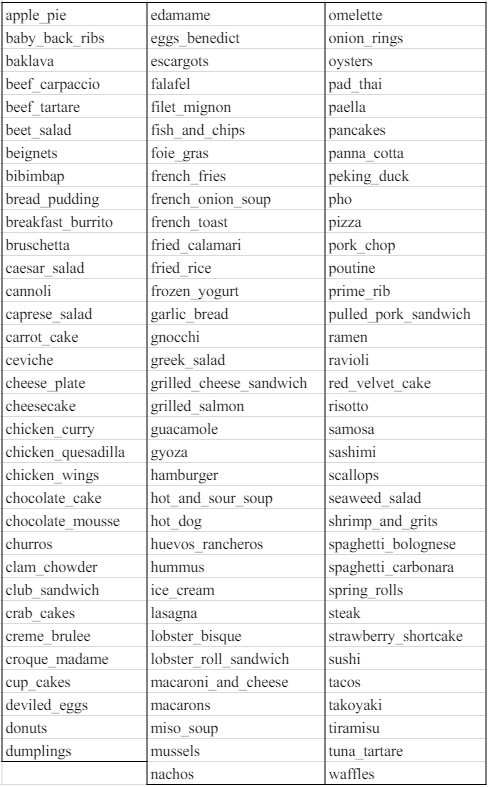 apple_pie
baby_back_ribs
baklava
beef_carpaccio
beef_tartare
beet_salad
beignets
bibimbap
bread_pudding
breakfast_burrito
bruschetta
caesar_salad
cannoli
caprese_salad
carrot_cake
ceviche
cheese_plate
cheesecake
chicken_curry
chicken_quesadilla
chicken_wings
chocolate_cake
chocolate_mousse
churros
clam_chowder
club_sandwich
crab_cakes
creme_brulee
croque_madame
cup_cakes
deviled_eggs
donuts
dumplings
edamame
eggs_benedict
escargots
falafel
filet_mignon
fish_and_chips
foie_gras
french_fries
french_onion_soup
french_toast
fried_calamari
fried_rice
frozen_yogurt
garlic_bread
gnocchi
greek_salad
grilled_cheese_sandwich
grilled_salmon
guacamole
gyoza
hamburger
hot_and_sour_soup
hot_dog
huevos_rancheros
hummus
ice_cream
lasagna
lobster_bisque
lobster_roll_sandwich
macaroni_and_cheese
macarons
miso_soup
mussels
nachos
omelette
onion_rings
oysters
pad_thai
paella
pancakes
panna_cotta
peking_duck
pho
pizza
pork_chop
poutine
prime_rib
pulled_pork_sandwich
ramen
ravioli
red_velvet_cake
risotto
samosa
sashimi
scallops
seaweed_salad
shrimp_and_grits
spaghetti_bolognese
spaghetti_carbonara
spring_rolls
steak
strawberry_shortcake
sushi
tacos
takoyaki
tiramisu
tuna_tartare
waffles